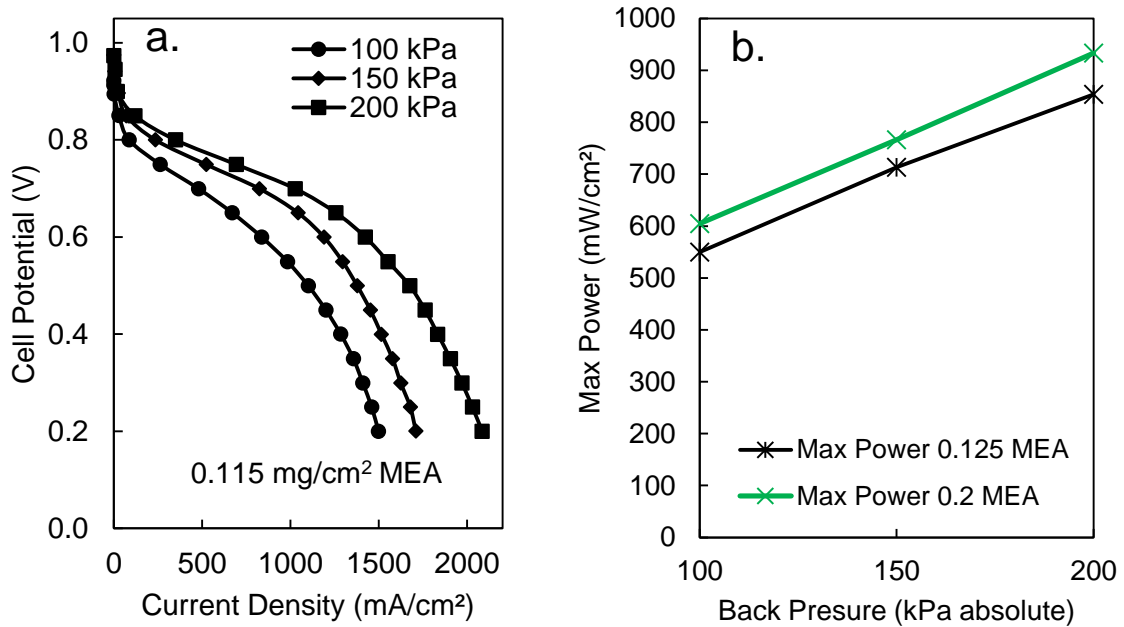 a.
100 kPa
150 kPa
200 kPa
1.0
0.8
0.6
0.4
0.2
0.0
Cell Potential (V)
0.115 mg/cm² MEA
0
500
1000
1500
2000
Current Density (mA/cm²)
b.
1000
900
800
700
600
500
400
300
200
100
000
Max Power (mW/cm²)
Max Power 0.125 MEA
Max Power 0.2 MEA
100
150
200
Back Presure (kPa absolute)